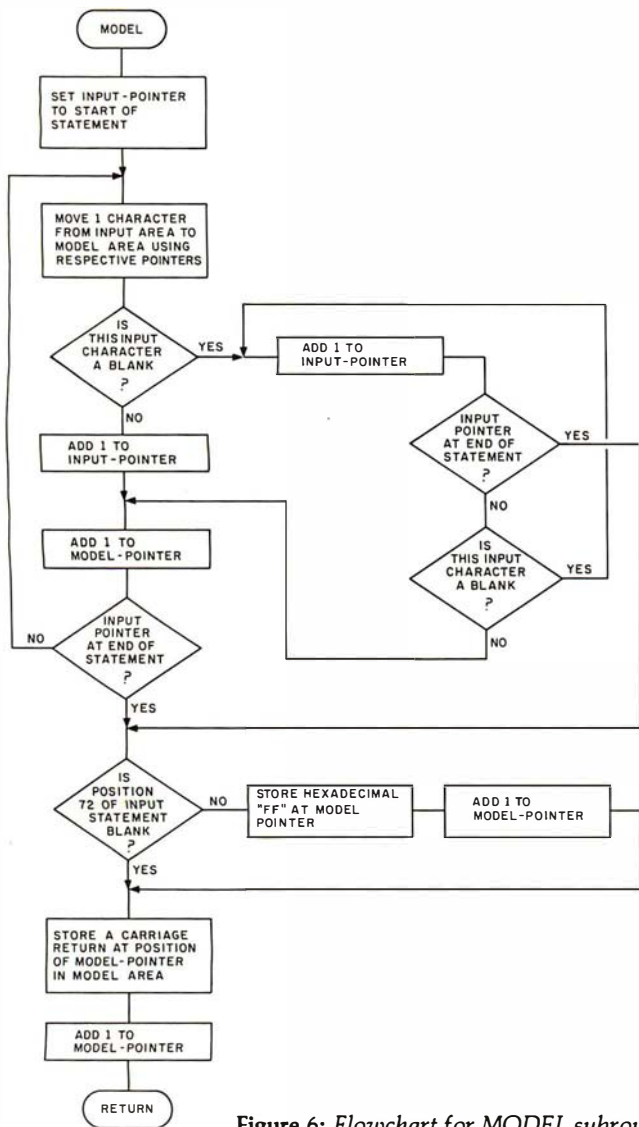 MODEL
SET INPUT-POINTER
TO START OF
STATEMENT
MOVE 1 CHARACTER
FROM INPUT AREA TO
MODEL AREA USING
RESPECTIVE POINTERS
IS
THIS INPUT
CHARACTER
A BLANK
?
YES
NO
ADD 1 TO
INPUT-POINTER
INPUT
POINTER
AT END OF
STATEMENT
?
YES
NO
IS
THIS INPUT
CHARACTER
A BLANK
?
YES
NO
ADD 1 TO
INPUT-POINTER
ADD 1 TO
MODEL-POINTER
INPUT
POINTER
AT END OF
STATEMENT
?
NO
YES
IS
POSITION
72 OF INPUT
STATEMENT
BLANK
?
NO
YES
STORE HEXADECIMAL
"FF" AT MODEL
POINTER
ADD 1 TO
MODEL-POINTER
STORE A CARRIAGE
RETURN AT POSITION
OF MODEL-POINTER
IN MODEL AREA
ADD 1 TO
MODEL-POINTER
RETURN
Figure 6: Flowchart for MODEL